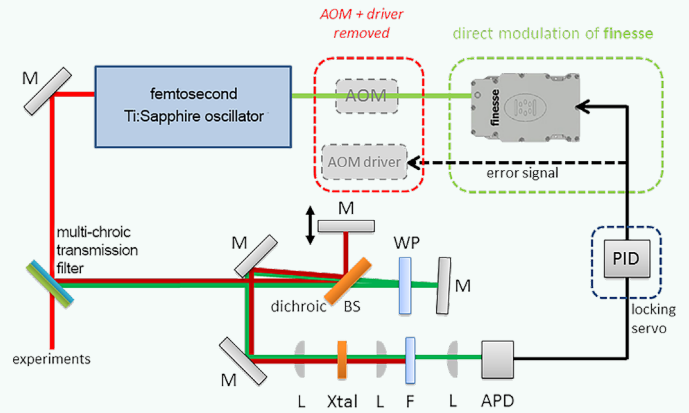 AOM + driver
removed
direct modulation of finesse
M
femtosecond
Ti:Sapphire oscillator
AOM
finesse
AOM driver
error signal
multi-chroic
transmission
filter
M
M
WP
M
dichroic
BS
PID
locking
servo
experiments
M
L
Xtal
L
F
L
APD